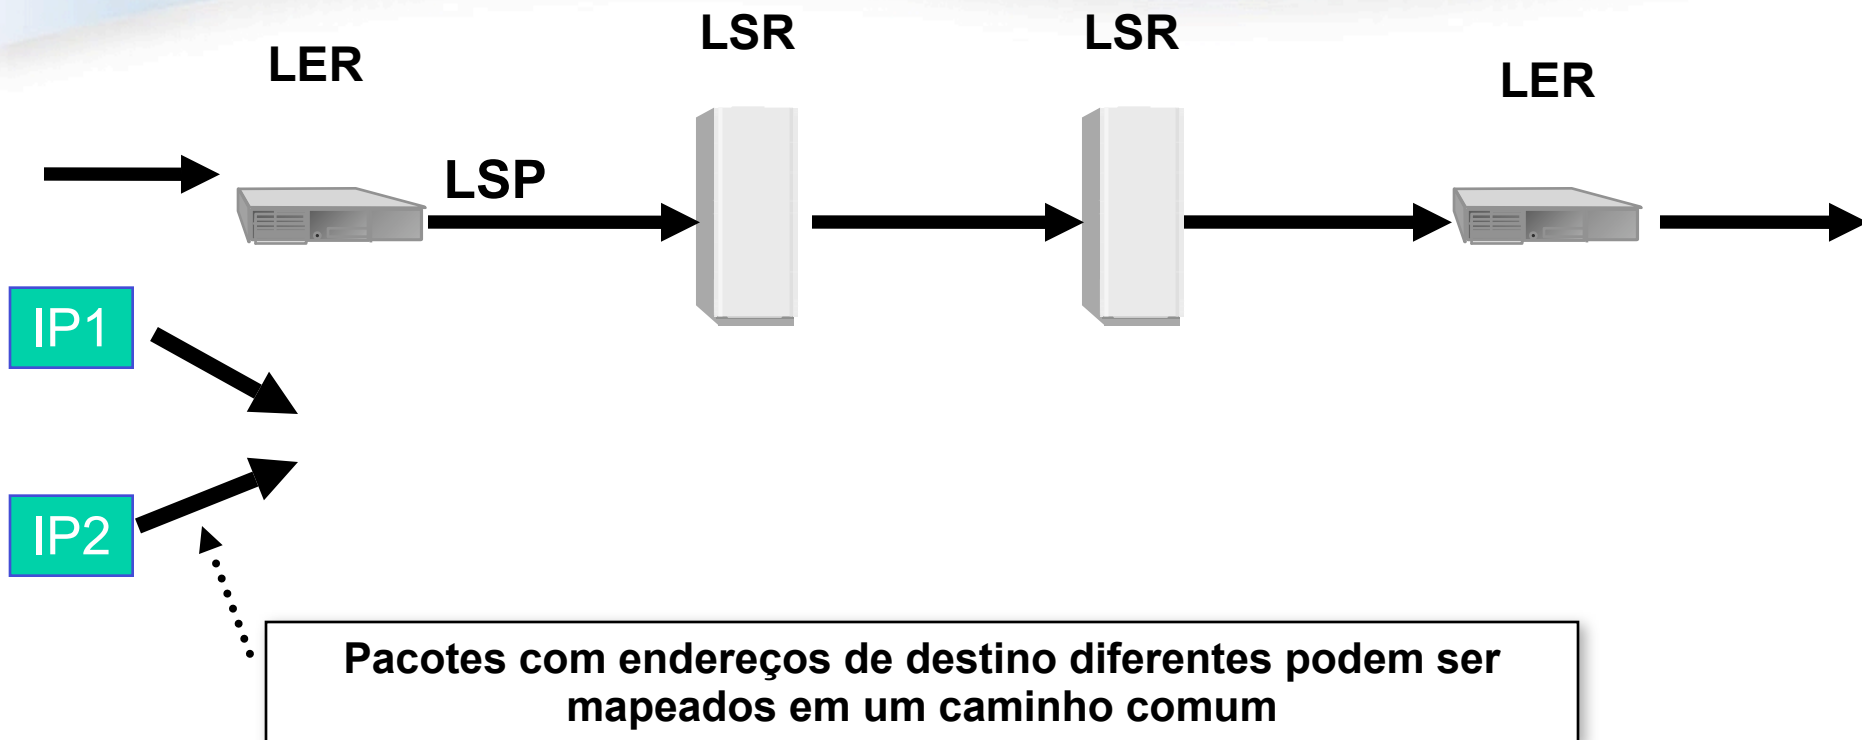 LER
LSR
LSR
LER
LSP
IP1
IP2
Pacotes com endereços de destino diferentes podem ser
mapeados em um caminho comum